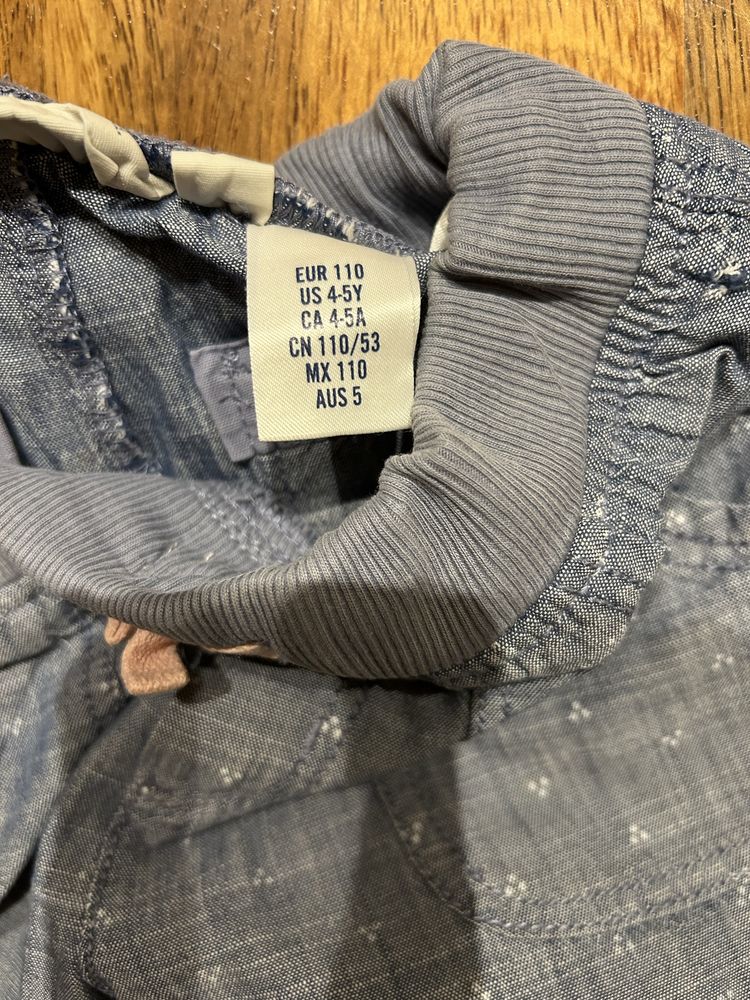 EUR 110
US 4-5Y
CA 4-5A
CN 110/53
MX 110
AUS 5